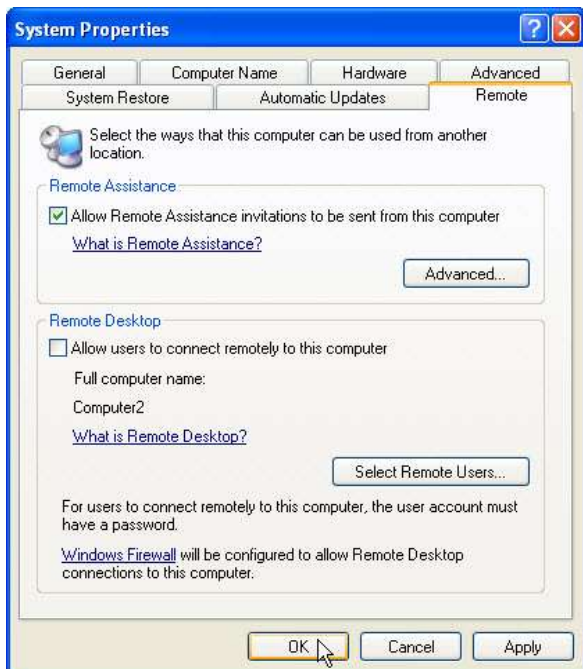 System Properties
General Computer Name Hardware Advanced
System Restore Automatic Updates Remote
Select the ways that this computer can be used from another
location.
Remote Assistance
Allow Remote Assistance invitations to be sent from this computer
What is Remote Assistance?
Advanced...
Remote Desktop
Allow users to connect remotely to this computer
Full computer name:
Computer2
What is Remote Desktop?
Select Remote Users...
For users to connect remotely to this computer, the user account must
have a password.
Windows Firewall will be configured to allow Remote Desktop
connections to this computer.
OK Cancel Apply